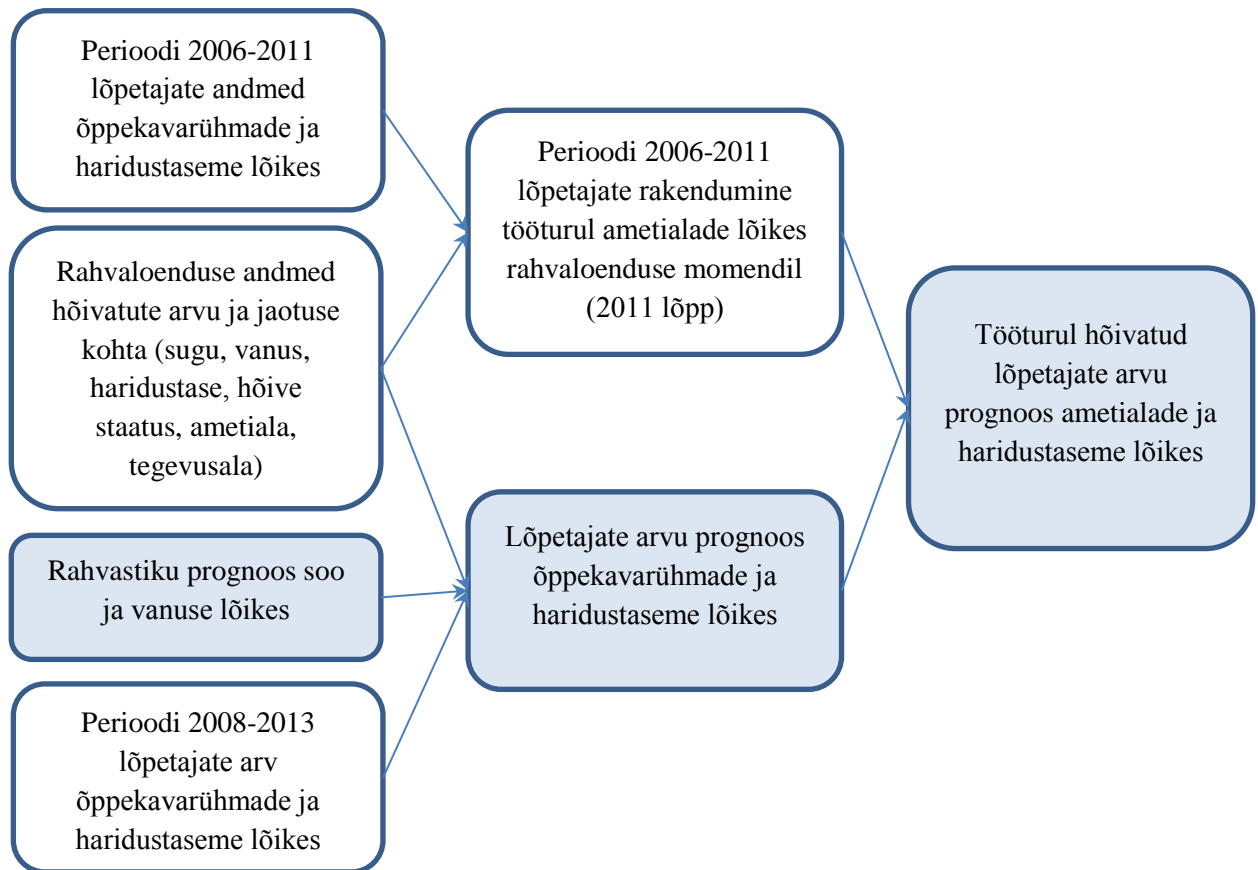 Perioodi 2006-2011
lõpetajate andmed
õppekavarühmade ja
haridustaseme lõikes
Rahvaloenduse andmed
hõivatute arvu ja jaotuse
kohta (sugu, vanus,
haridustase, hõive
staatus, ametiala,
tegevusala)
Rahvastiku prognoos soo
ja vanuse lõikes
Perioodi 2008-2013
lõpetajate arv
õppekavarühmade ja
haridustaseme lõikes
Perioodi 2006-2011
lõpetajate rakendumine
tööturul ametialade lõikes
rahvaloenduse momendil
(2011 lõpp)
Lõpetajate arvu prognoos
õppekavarühmade ja
haridustaseme lõikes
Tööturul hõivatud
lõpetajate arvu
prognoos ametialade ja
haridustaseme lõikes